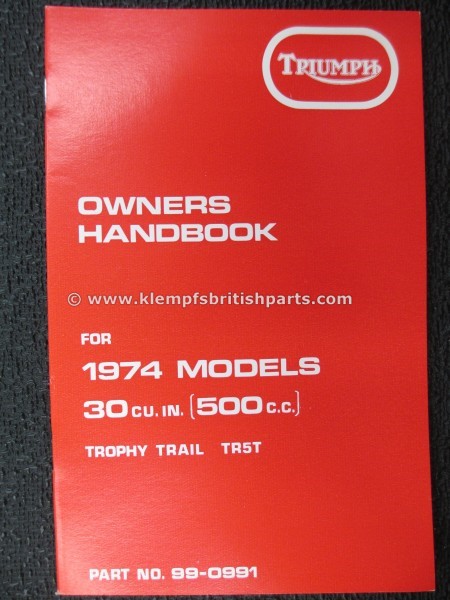 TRIUMPH
OWNERS
HANDBOOK
© www.klempfsbritishparts.com
FOR
1974 MODELS
30 CU. IN. (500 C.C.)
TROPHY TRAIL TR5T
PART NO. 99-0991